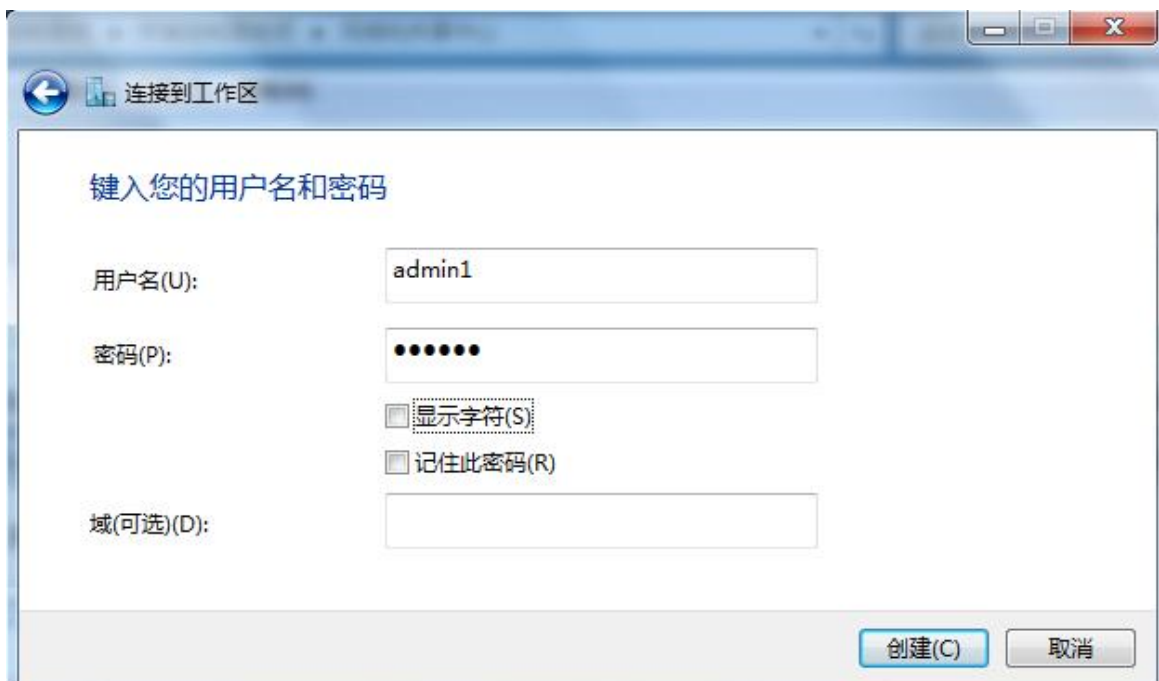 连接到工作区
键入您的用户名和密码
用户名(U):
admin1
密码(P):
●●●●●●
显示字符(S)
记住此密码(R)
域(可选)(D):
创建(C)
取消